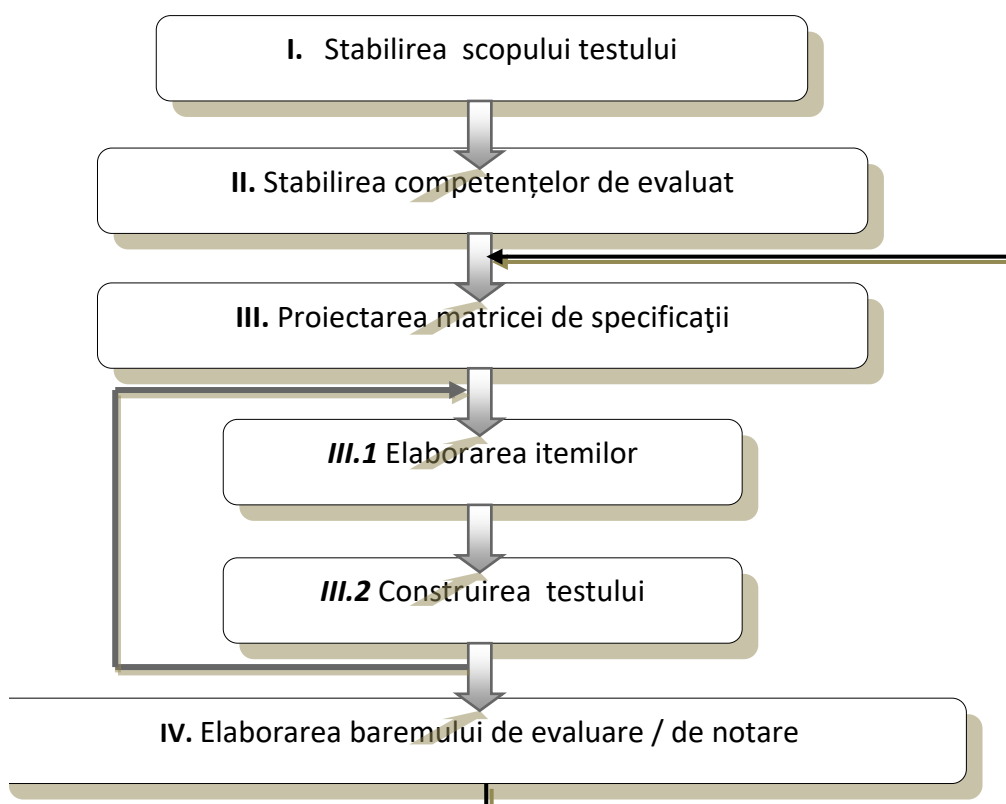 I. Stabilirea scopului testului
II. Stabilirea competențelor de evaluat
III. Proiectarea matricei de specificaţii
III.1 Elaborarea itemilor
III.2 Construirea testului
IV. Elaborarea baremului de evaluare / de notare